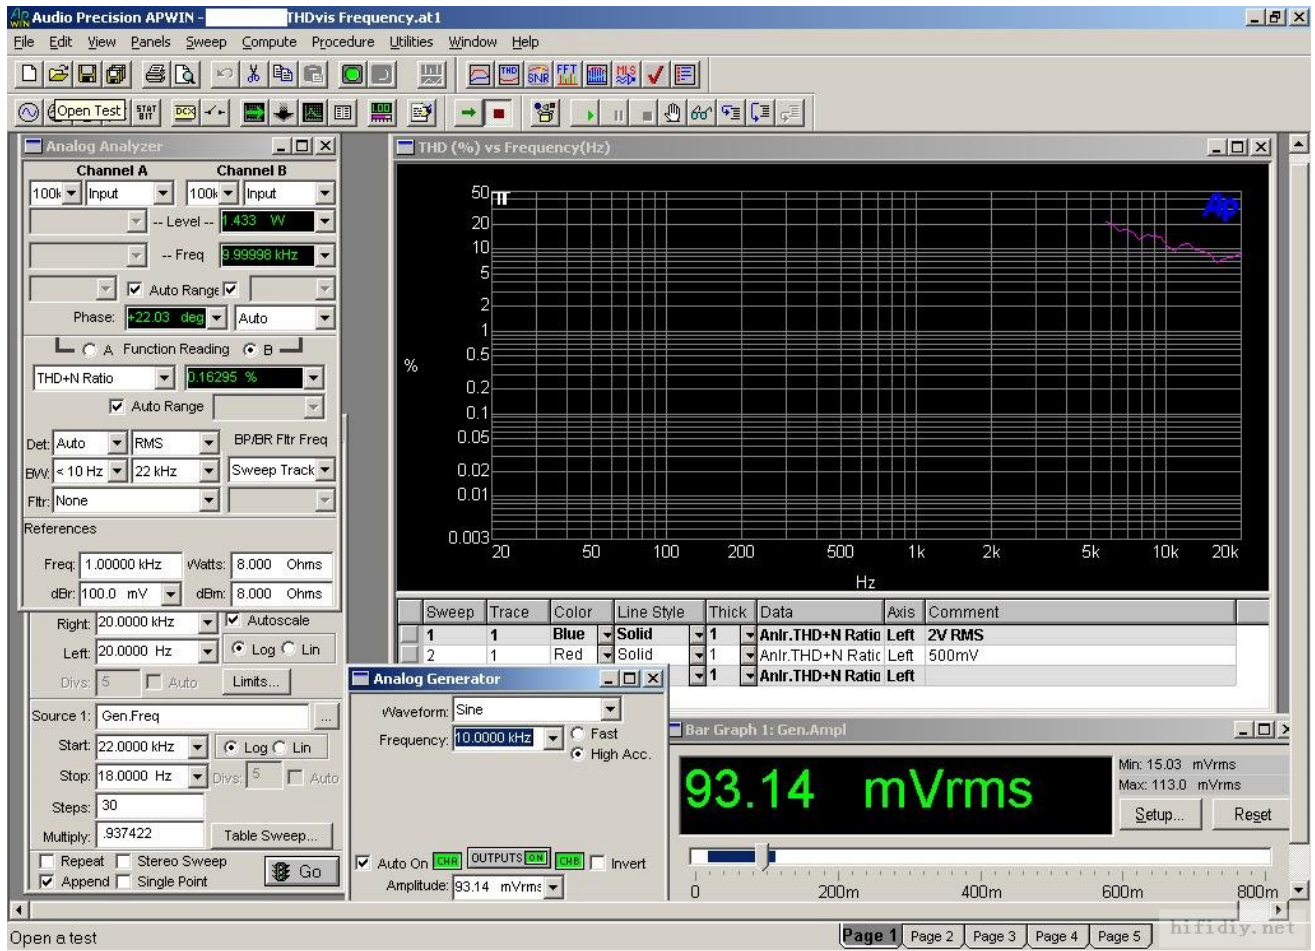 Audio Precision APWIN - THDvis Frequency.at1
File Edit View Panels Sweep Compute Procedure Utilities Window Help
THD SNR FFT MLS
Open Test STAT BIT DCX LOO
Analog Analyzer
Channel A Channel B
100k Input 100k Input
-- Level -- 1.433 W
-- Freq 9.99998 kHz
Auto Range
Phase: +22.03 deg Auto
A Function Reading B
THD+N Ratio 0.16295 %
Auto Range
Det: Auto RMS BP/BR Fltr Freq
BW: < 10 Hz 22 kHz Sweep Track
Fltr: None
References
Freq: 1.00000 kHz Watts: 8.000 Ohms
dBr: 100.0 mV dBm: 8.000 Ohms
Right: 20.0000 kHz Autoscale
Left: 20.0000 Hz Log Lin
Divs: 5 Auto Limits...
Source 1: Gen.Freq ...
Start: 22.0000 kHz Log Lin
Stop: 18.0000 Hz Divs: 5 Auto
Steps: 30
Multiply: .937422 Table Sweep...
Repeat Stereo Sweep
Append Single Point Go
THD (%) vs Frequency(Hz)
Ap
50
20
10
5
2
1
0.5
%
0.2
0.1
0.05
0.02
0.01
0.003
20 50 100 200 500 1k 2k 5k 10k 20k
Hz
Sweep Trace Color Line Style Thick Data Axis Comment
1 1 Blue Solid 1 Anlr.THD+N Ratio Left 2V RMS
2 1 Red Solid 1 Anlr.THD+N Ratic Left 500mV
1 Anlr.THD+N Ratio Left
Analog Generator
Waveform: Sine
Frequency: 10.0000 kHz Fast
High Acc.
Auto On CHA OUTPUTS ON CHB Invert
Amplitude: 93.14 mVrms
Bar Graph 1: Gen.Ampl
93.14 mVrms
Min: 15.03 mVrms
Max: 113.0 mVrms
Setup... Reset
0 200m 400m 600m 800m
Open a test
Page 1 Page 2 Page 3 Page 4 Page 5
hifidiy.net